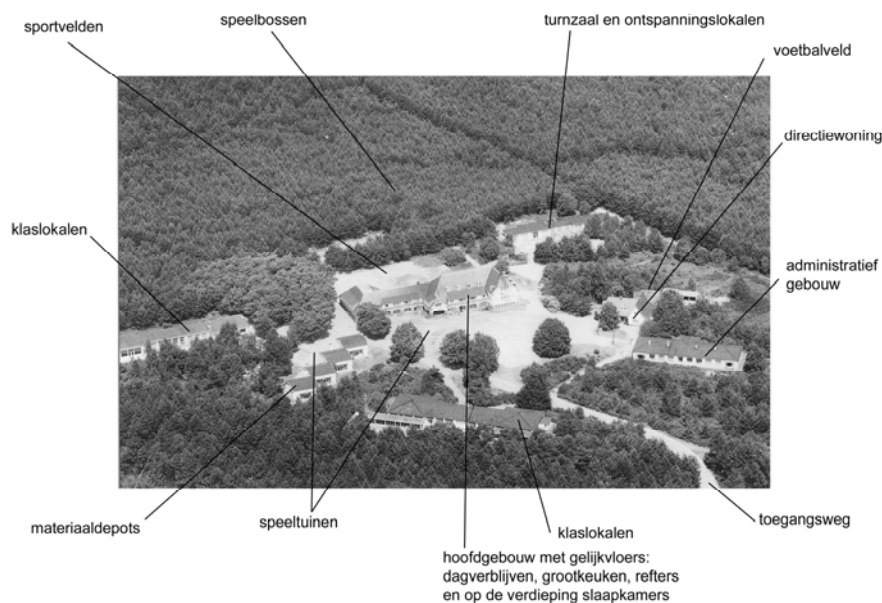 sportvelden
speelbossen
turnzaal en ontspanningslokalen
voetbalveld
directiewoning
klaslokalen
administratief
gebouw
materiaaldepots
speeltuinen
klaslokalen
toegangsweg
hoofdgebouw met gelijkvloers:
dagverblijven, grootkeuken, refters
en op de verdieping slaapkamers